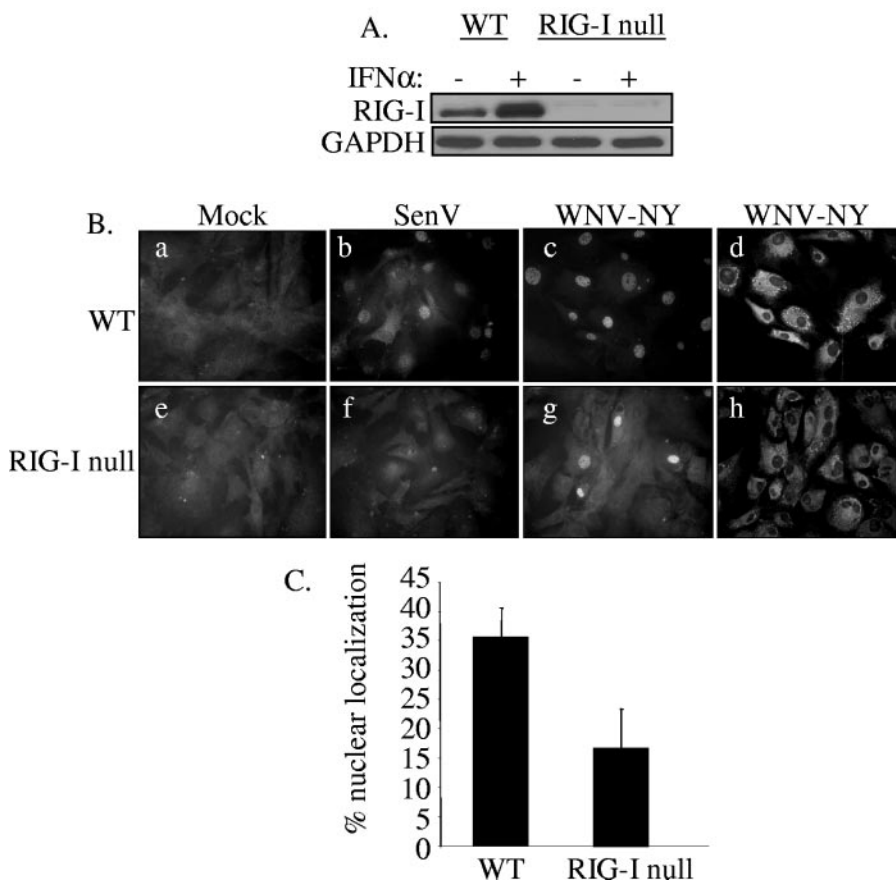 A. WT RIG-I null
IFNα: - + - +
RIG-I
GAPDH
B. Mock SenV WNV-NY WNV-NY
a b c d
WT
e f g h
RIG-I null
C.
45
40
35
30
25
20
15
10
5
0
% nuclear localization
WT RIG-I null